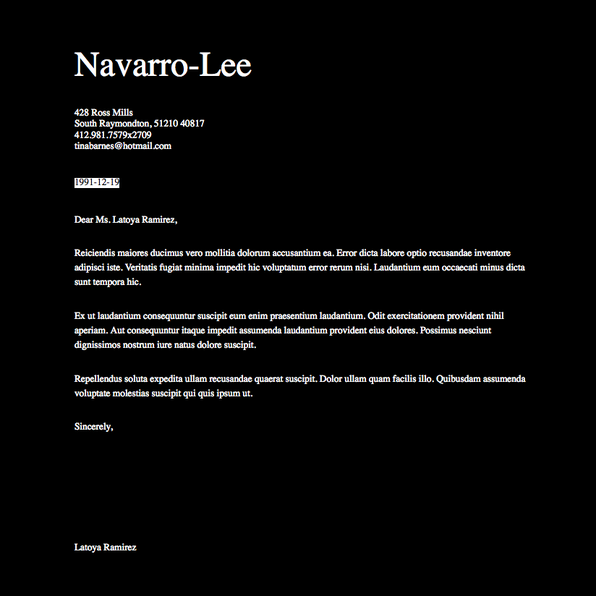 Navarro-Lee
428 Ross Mills
South Raymondton, 51210 40817
412.981.7579x2709
tinabarnes@hotmail.com
1991-12-19
Dear Ms. Latoya Ramirez,
Reiciendis maiores ducimus vero mollitia dolorum accusantium ea. Error dicta labore optio recusandae inventore
adipisci iste. Veritatis fugiat minima impedit hic voluptatum error rerum nisi. Laudantium eum occaecati minus dicta
sunt tempora hic.
Ex ut laudantium consequuntur suscipit eum enim praesentium laudantium. Odit exercitationem provident nihil
aperiam. Aut consequuntur itaque impedit assumenda laudantium provident eius dolores. Possimus nesciunt
dignissimos nostrum iure natus dolore suscipit.
Repellendus soluta expedita ullam recusandae quaerat suscipit. Dolor ullam quam facilis illo. Quibusdam assumenda
voluptate molestias suscipit qui quis ipsum ut.
Sincerely,
Latoya Ramirez